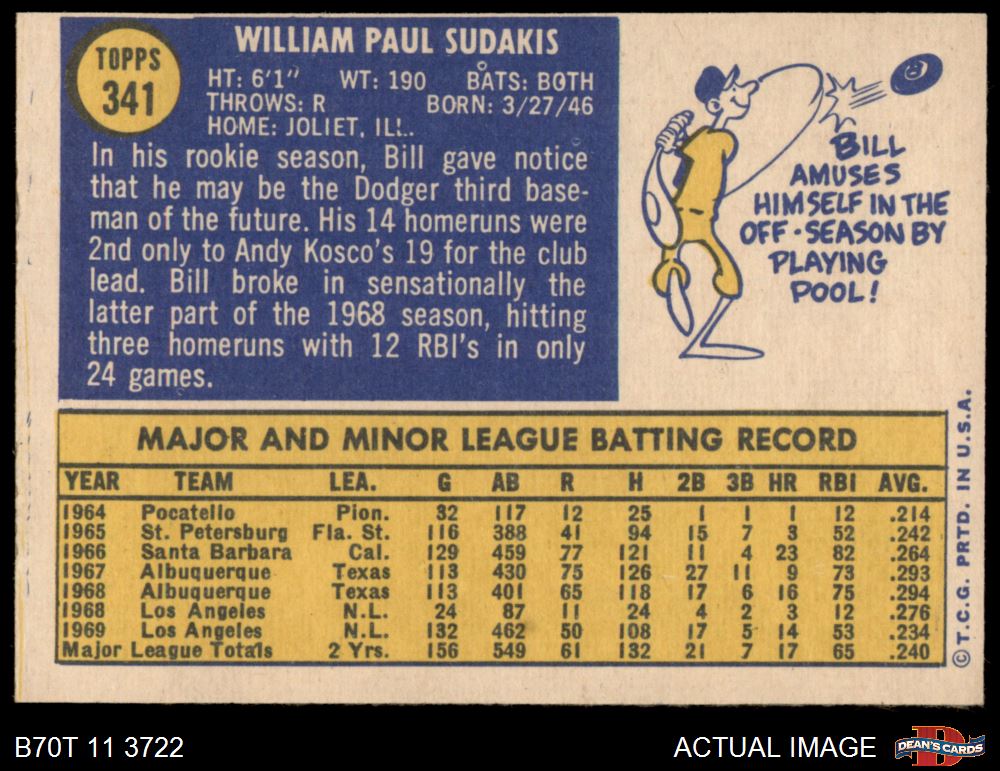 TOPPS
341
WILLIAM PAUL SUDAKIS
HT: 6'1" WT: 190 BATS: BOTH
THROWS: R BORN: 3/27/46
HOME: JOLIET, ILL.
In his rookie season, Bill gave notice
that he may be the Dodger third base-
man of the future. His 14 homeruns were
2nd only to Andy Kosco's 19 for the club
lead. Bill broke in sensationally the
latter part of the 1968 season, hitting
three homeruns with 12 RBI's in only
24 games.
BILL
AMUSES
HIMSELF IN THE
OFF-SEASON BY
PLAYING
POOL!
MAJOR AND MINOR LEAGUE BATTING RECORD
YEAR TEAM LEA. G AB R H 2B 3B HR RBI AVG.
1964 Pocatello Pion. 32 117 12 25 1 1 1 12 .214
1965 St. Petersburg Fla. St. 116 388 41 94 15 7 3 52 .242
1966 Santa Barbara Cal. 129 459 77 121 11 4 23 82 .264
1967 Albuquerque Texas 113 430 75 126 27 11 9 73 .293
1968 Albuquerque Texas 113 401 65 118 17 6 16 75 .294
1968 Los Angeles N.L. 24 87 11 24 4 2 3 12 .276
1969 Los Angeles N.L. 132 462 50 108 17 5 14 53 .234
Major League Totals 2 Yrs. 156 549 61 132 21 7 17 65 .240
© T.C.G. PRTD. IN U.S.A.
B70T 11 3722
ACTUAL IMAGE
D
DEAN'S CARDS